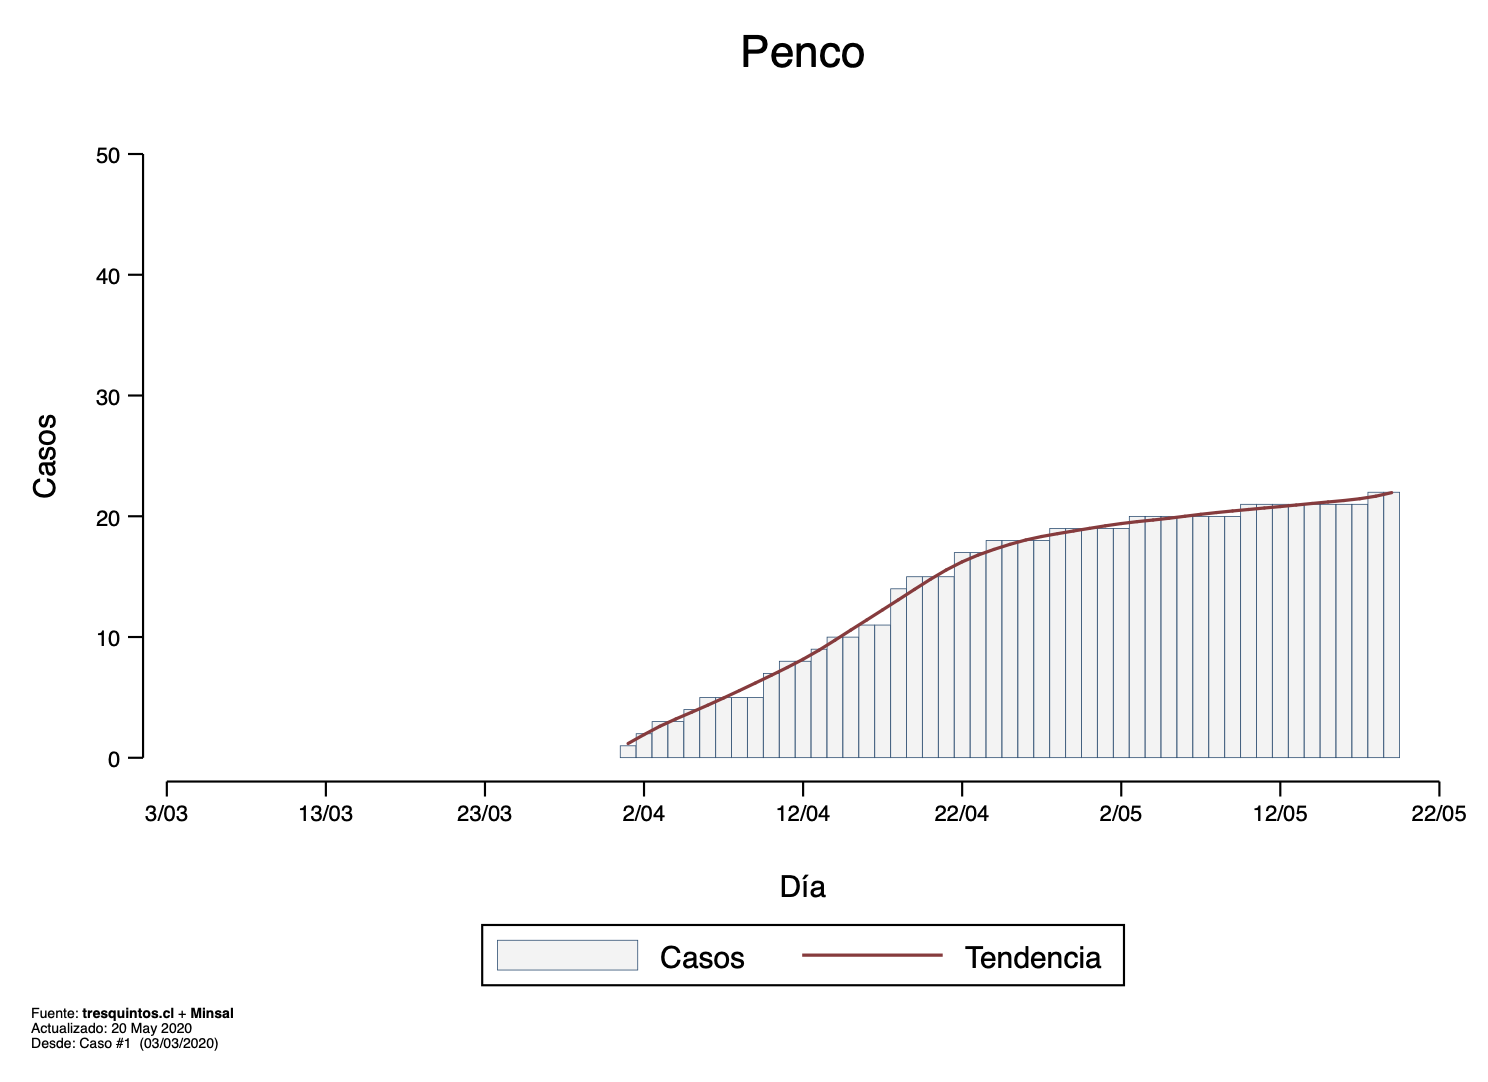 Penco
50
40
30
20
10
0
Casos
3/03 13/03 23/03 2/04 12/04 22/04 2/05 12/05 22/05
Día
Casos Tendencia
Fuente: tresquintos.cl + Minsal
Actualizado: 20 May 2020
Desde: Caso #1 (03/03/2020)